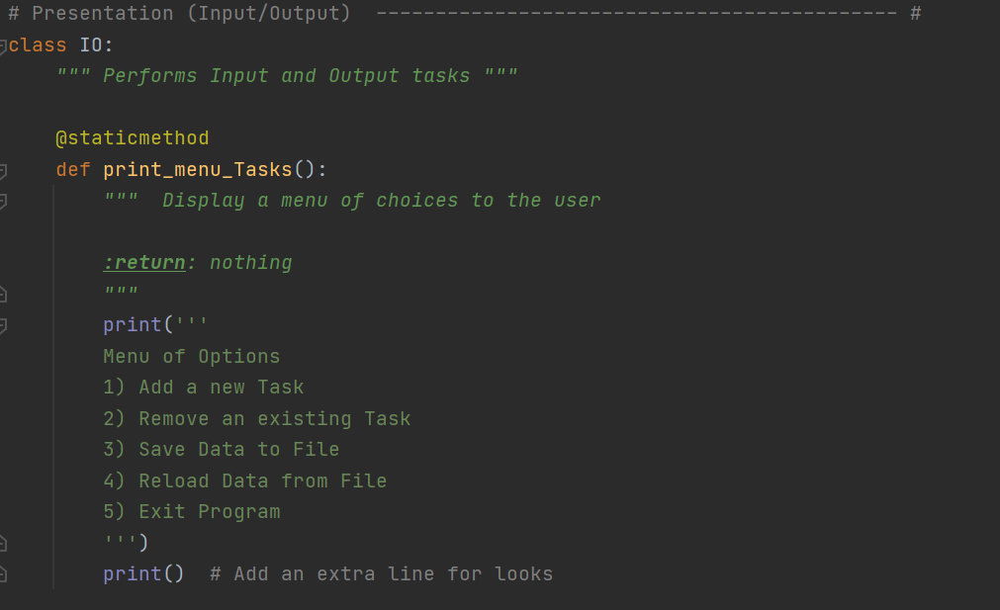 # Presentation (Input/Output)  -------------------------------------------- #
class IO:
    """ Performs Input and Output tasks """

    @staticmethod
    def print_menu_Tasks():
        """  Display a menu of choices to the user

        :return: nothing
        """
        print('''
        Menu of Options
        1) Add a new Task
        2) Remove an existing Task
        3) Save Data to File
        4) Reload Data from File
        5) Exit Program
        ''')
        print()  # Add an extra line for looks